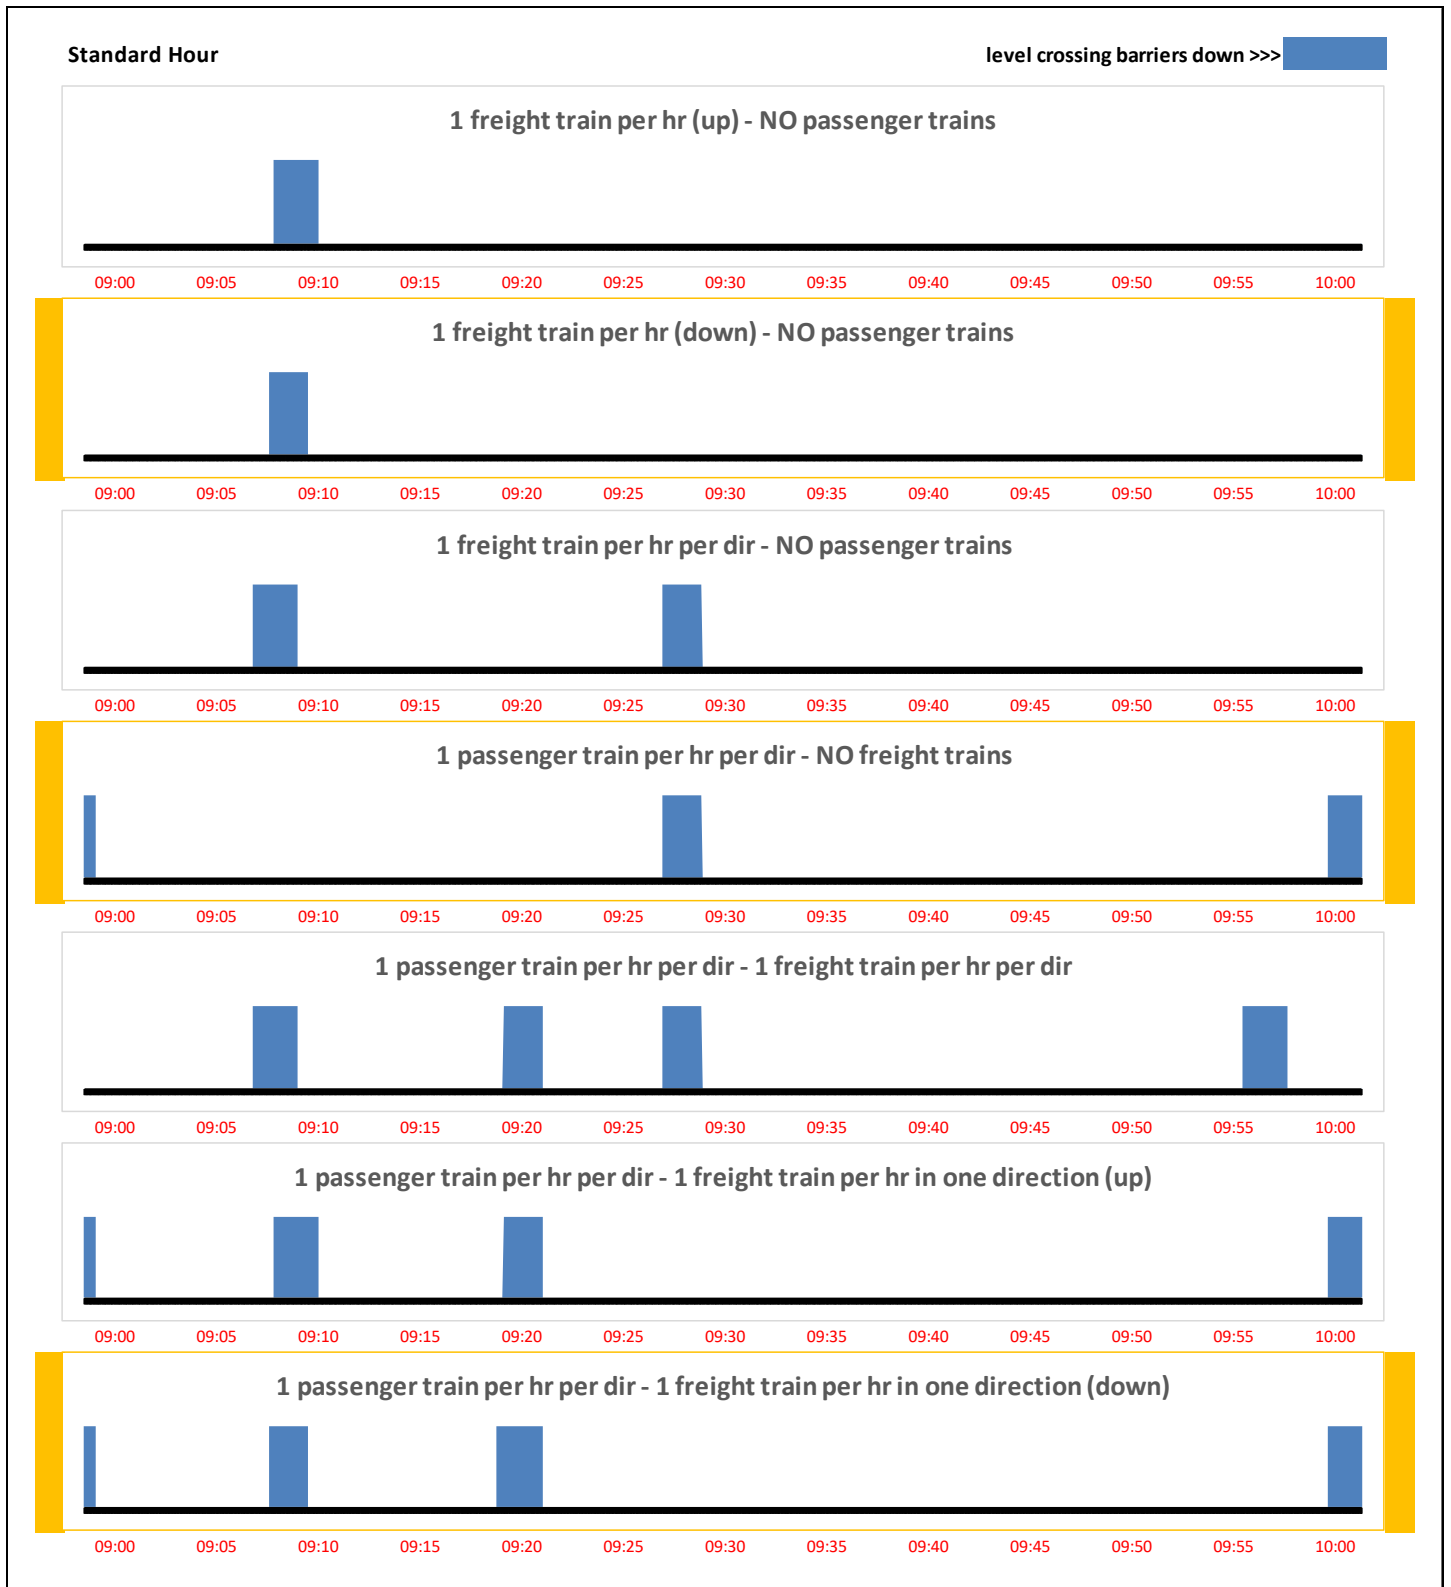 Standard Hour level crossing barriers down >>>
1 freight train per hr (up) - NO passenger trains
09:00 09:05 09:10 09:15 09:20 09:25 09:30 09:35 09:40 09:45 09:50 09:55 10:00
1 freight train per hr (down) - NO passenger trains
09:00 09:05 09:10 09:15 09:20 09:25 09:30 09:35 09:40 09:45 09:50 09:55 10:00
1 freight train per hr per dir - NO passenger trains
09:00 09:05 09:10 09:15 09:20 09:25 09:30 09:35 09:40 09:45 09:50 09:55 10:00
1 passenger train per hr per dir - NO freight trains
09:00 09:05 09:10 09:15 09:20 09:25 09:30 09:35 09:40 09:45 09:50 09:55 10:00
1 passenger train per hr per dir - 1 freight train per hr per dir
09:00 09:05 09:10 09:15 09:20 09:25 09:30 09:35 09:40 09:45 09:50 09:55 10:00
1 passenger train per hr per dir - 1 freight train per hr in one direction (up)
09:00 09:05 09:10 09:15 09:20 09:25 09:30 09:35 09:40 09:45 09:50 09:55 10:00
1 passenger train per hr per dir - 1 freight train per hr in one direction (down)
09:00 09:05 09:10 09:15 09:20 09:25 09:30 09:35 09:40 09:45 09:50 09:55 10:00